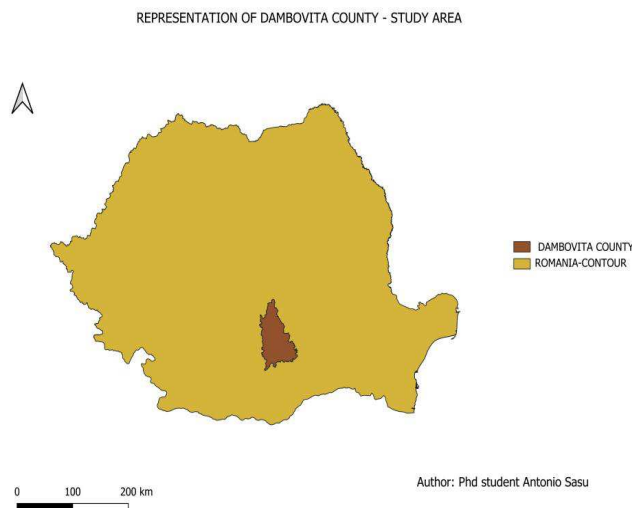 REPRESENTATION OF DAMBOVITA COUNTY - STUDY AREA
DAMBOVITA COUNTY
ROMANIA-CONTOUR
Author: Phd student Antonio Sasu
0 100 200 km